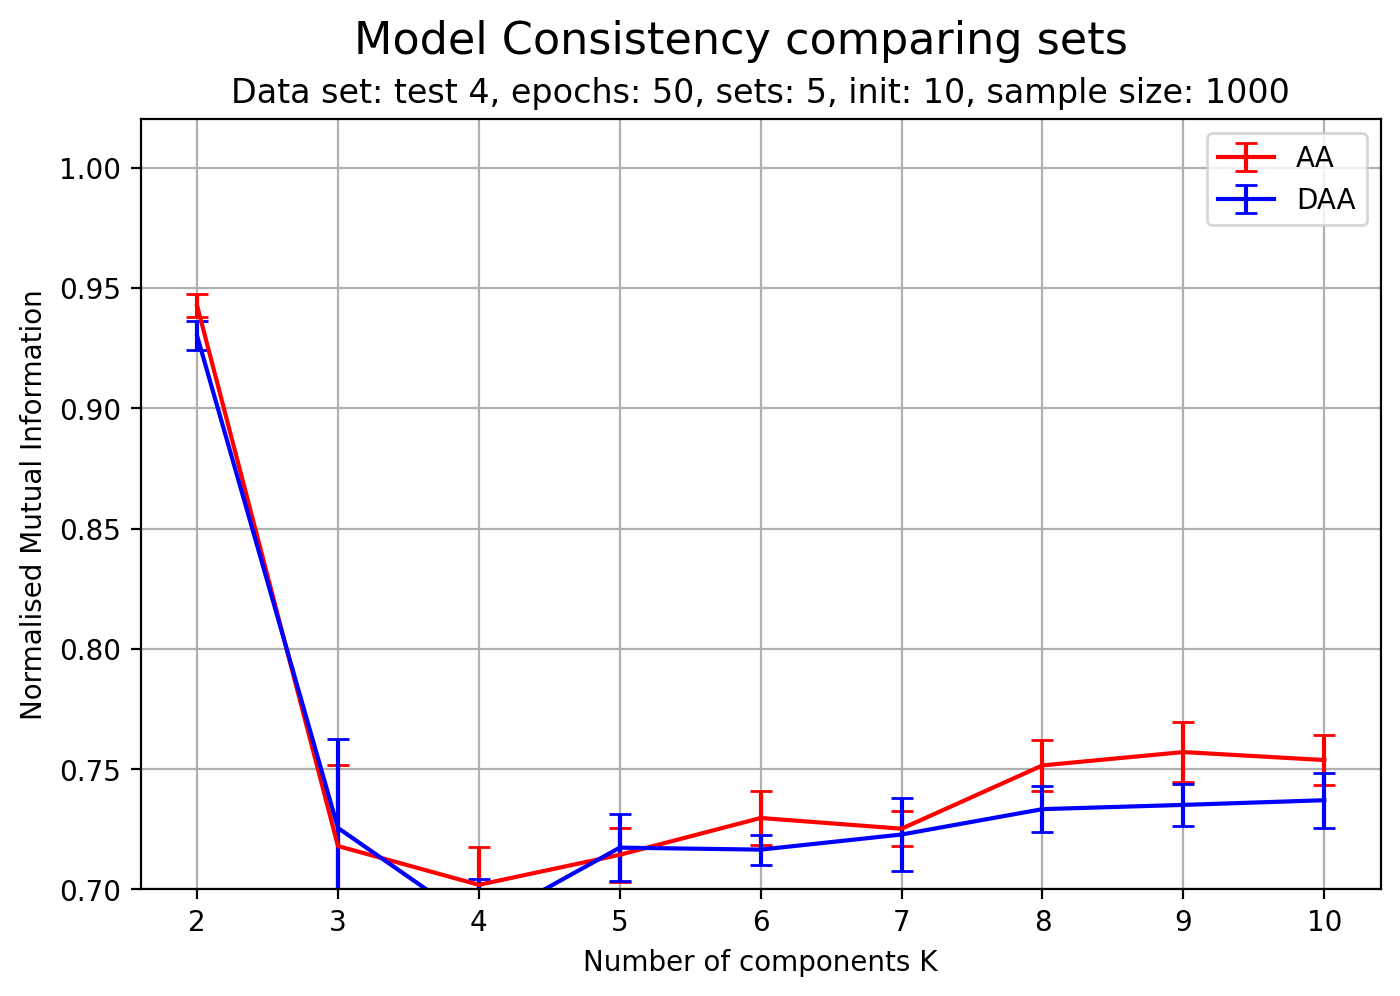 Model Consistency comparing sets
Data set: test 4, epochs: 50, sets: 5, init: 10, sample size: 1000
AA
DAA
1.00
0.95
0.90
0.85
0.80
0.75
0.70
Normalised Mutual Information
2 3 4 5 6 7 8 9 10
Number of components K